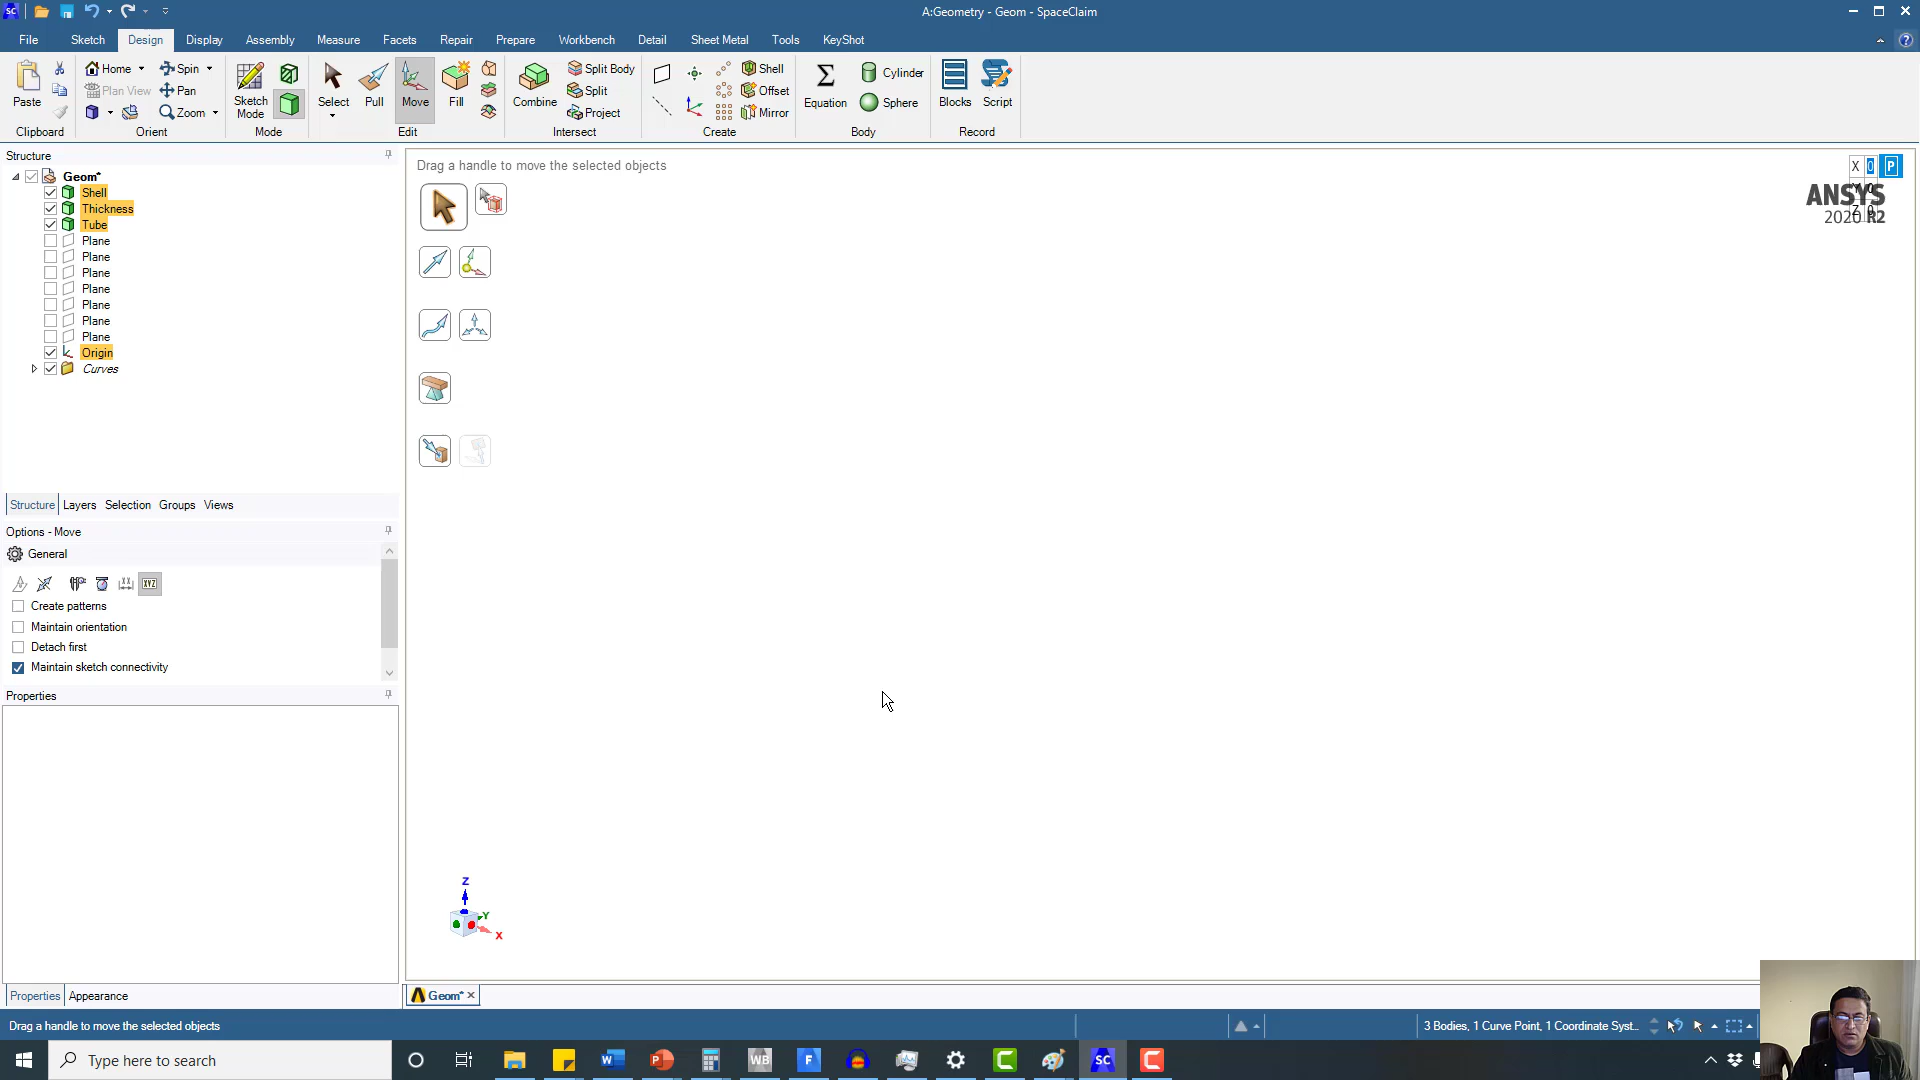 A:Geometry - Geom - SpaceClaim
File Sketch Design Display Assembly Measure Facets Repair Prepare Workbench Detail Sheet Metal Tools KeyShot
Paste
Clipboard
Home Spin
Plan View Pan
Zoom
Orient
Sketch Mode
Mode
Select Pull Move Fill
Edit
Combine
Split Body
Split
Project
Intersect
Shell
Offset
Mirror
Create
Equation
Cylinder
Sphere
Body
Blocks Script
Record
Structure
Geom*
Shell
Thickness
Tube
Plane
Plane
Plane
Plane
Plane
Plane
Plane
Origin
Curves
Structure Layers Selection Groups Views
Options - Move
General
XYZ
Create patterns
Maintain orientation
Detach first
Maintain sketch connectivity
Properties
Properties Appearance
Drag a handle to move the selected objects
X 0 P
Y 0
Z 0
ANSYS
2020 R2
Z
Y
X
Geom*
Drag a handle to move the selected objects
3 Bodies, 1 Curve Point, 1 Coordinate Syst...
Type here to search
WB
F
SC